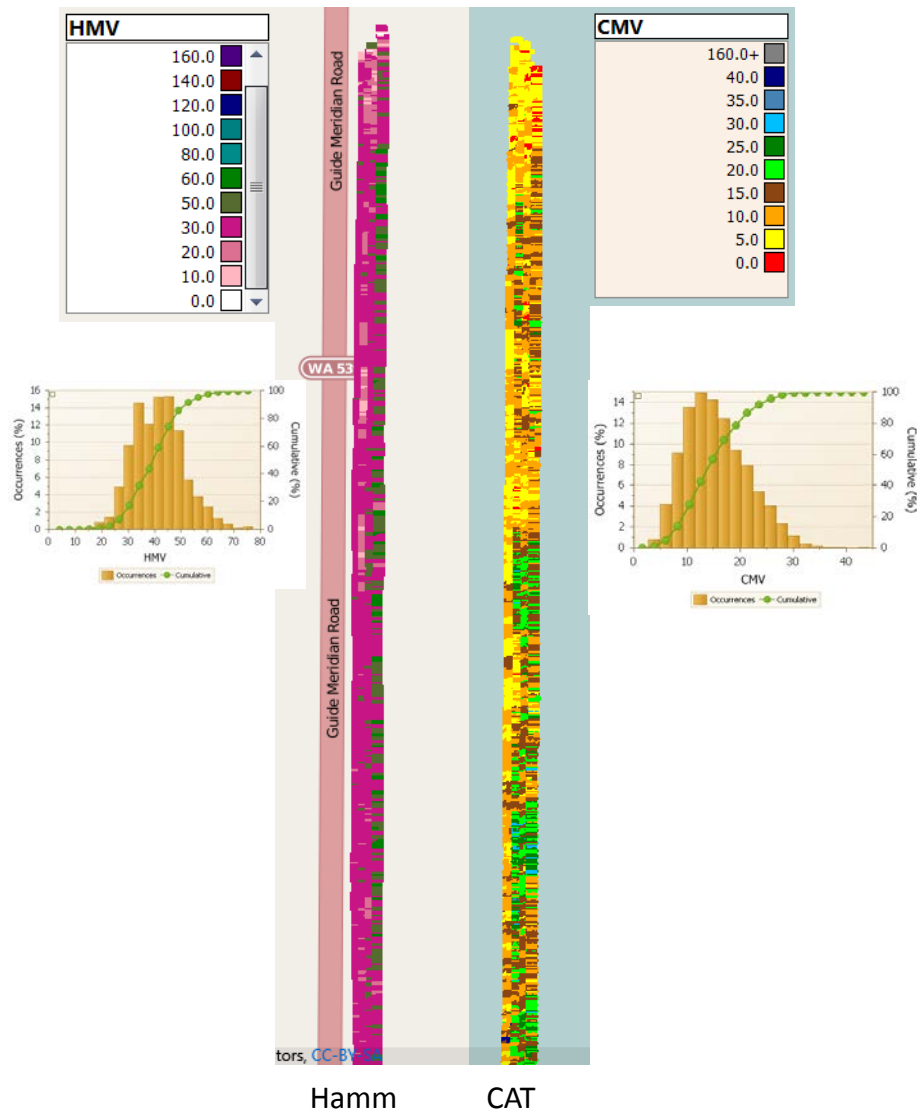 HMV
160.0
140.0
120.0
100.0
80.0
60.0
50.0
30.0
20.0
10.0
0.0
Guide Meridian Road
CMV
160.0+
40.0
35.0
30.0
25.0
20.0
15.0
10.0
5.0
0.0
WA 53
16
14
12
10
8
6
4
2
0
Occurrences (%)
100
80
60
40
20
0
Cumulative (%)
0 10 20 30 40 50 60 70 80
HMV
Occurrences Cumulative
14
12
10
8
6
4
2
0
Occurrences (%)
100
80
60
40
20
0
Cumulative (%)
0 10 20 30 40
CMV
Occurrences Cumulative
Guide Meridian Road
tors, CC-BY-SA
Hamm CAT